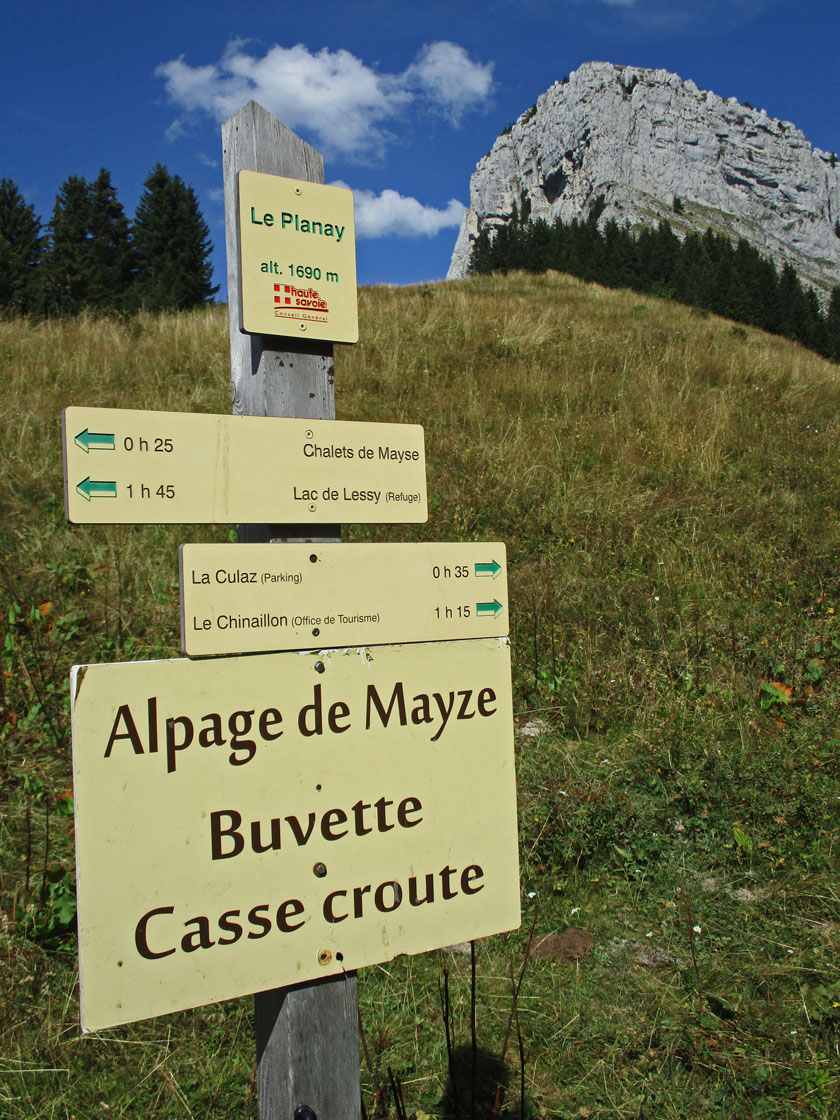 Le Planay
alt. 1690 m
haute
savoie
Conseil Général
0 h 25 Chalets de Mayse
1 h 45 Lac de Lessy (Refuge)
La Culaz (Parking) 0 h 35
Le Chinaillon (Office de Tourisme) 1 h 15
Alpage de Mayze
Buvette
Casse croute